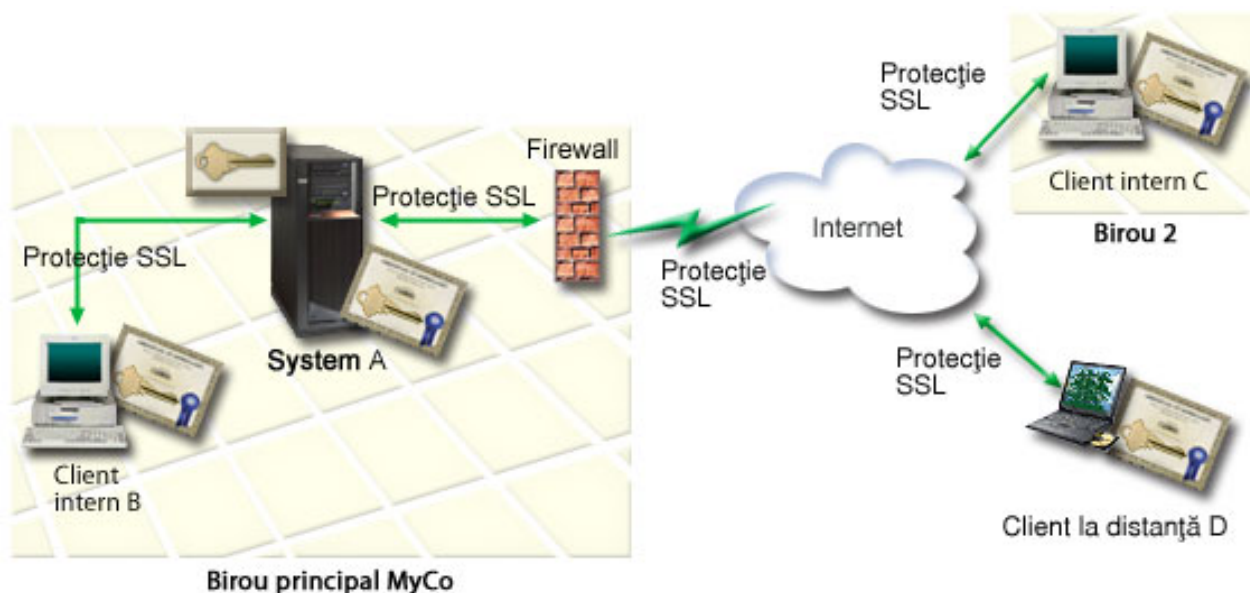 Protecţie
SSL
Client intern C
Birou 2
Firewall
Protecţie SSL
Protecţie SSL
System A
Client
intern B
Birou principal MyCo
Protecţie
SSL
Internet
Protecţie
SSL
Client la distanţă D